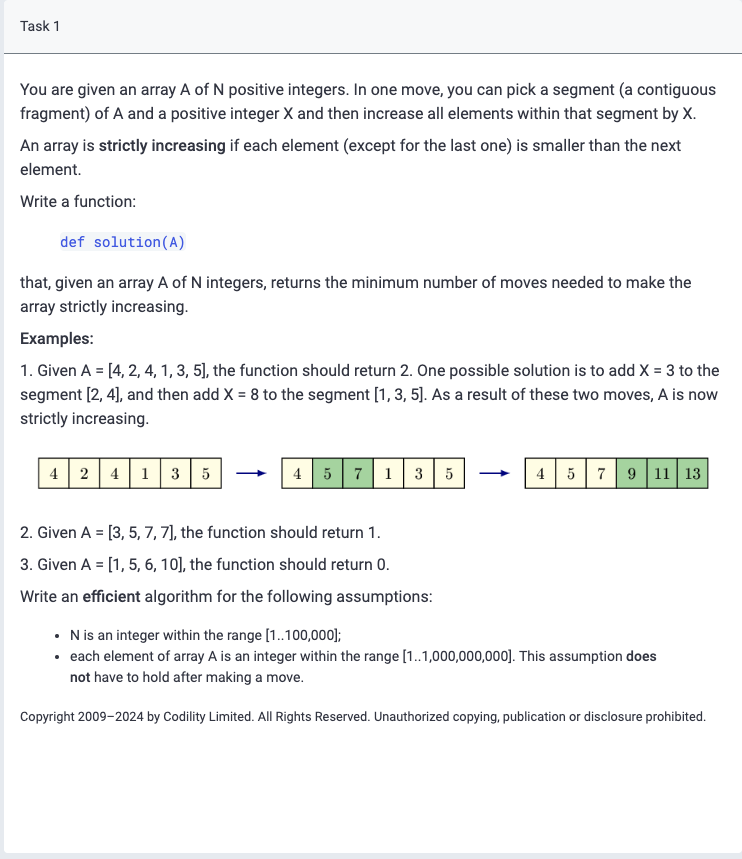 Task 1
You are given an array A of N positive integers. In one move, you can pick a segment (a contiguous
fragment) of A and a positive integer X and then increase all elements within that segment by X.
An array is strictly increasing if each element (except for the last one) is smaller than the next
element.
Write a function:
def solution(A)
that, given an array A of N integers, returns the minimum number of moves needed to make the
array strictly increasing.
Examples:
1. Given A = [4, 2, 4, 1, 3, 5], the function should return 2. One possible solution is to add X = 3 to the
segment [2, 4], and then add X = 8 to the segment [1, 3, 5]. As a result of these two moves, A is now
strictly increasing.
4 2 4 1 3 5 4 5 7 1 3 5 4 5 7 9 11 13
2. Given A = [3, 5, 7, 7], the function should return 1.
3. Given A = [1, 5, 6, 10], the function should return 0.
Write an efficient algorithm for the following assumptions:
• N is an integer within the range [1..100,000];
• each element of array A is an integer within the range [1..1,000,000,000]. This assumption does
not have to hold after making a move.
Copyright 2009–2024 by Codility Limited. All Rights Reserved. Unauthorized copying, publication or disclosure prohibited.